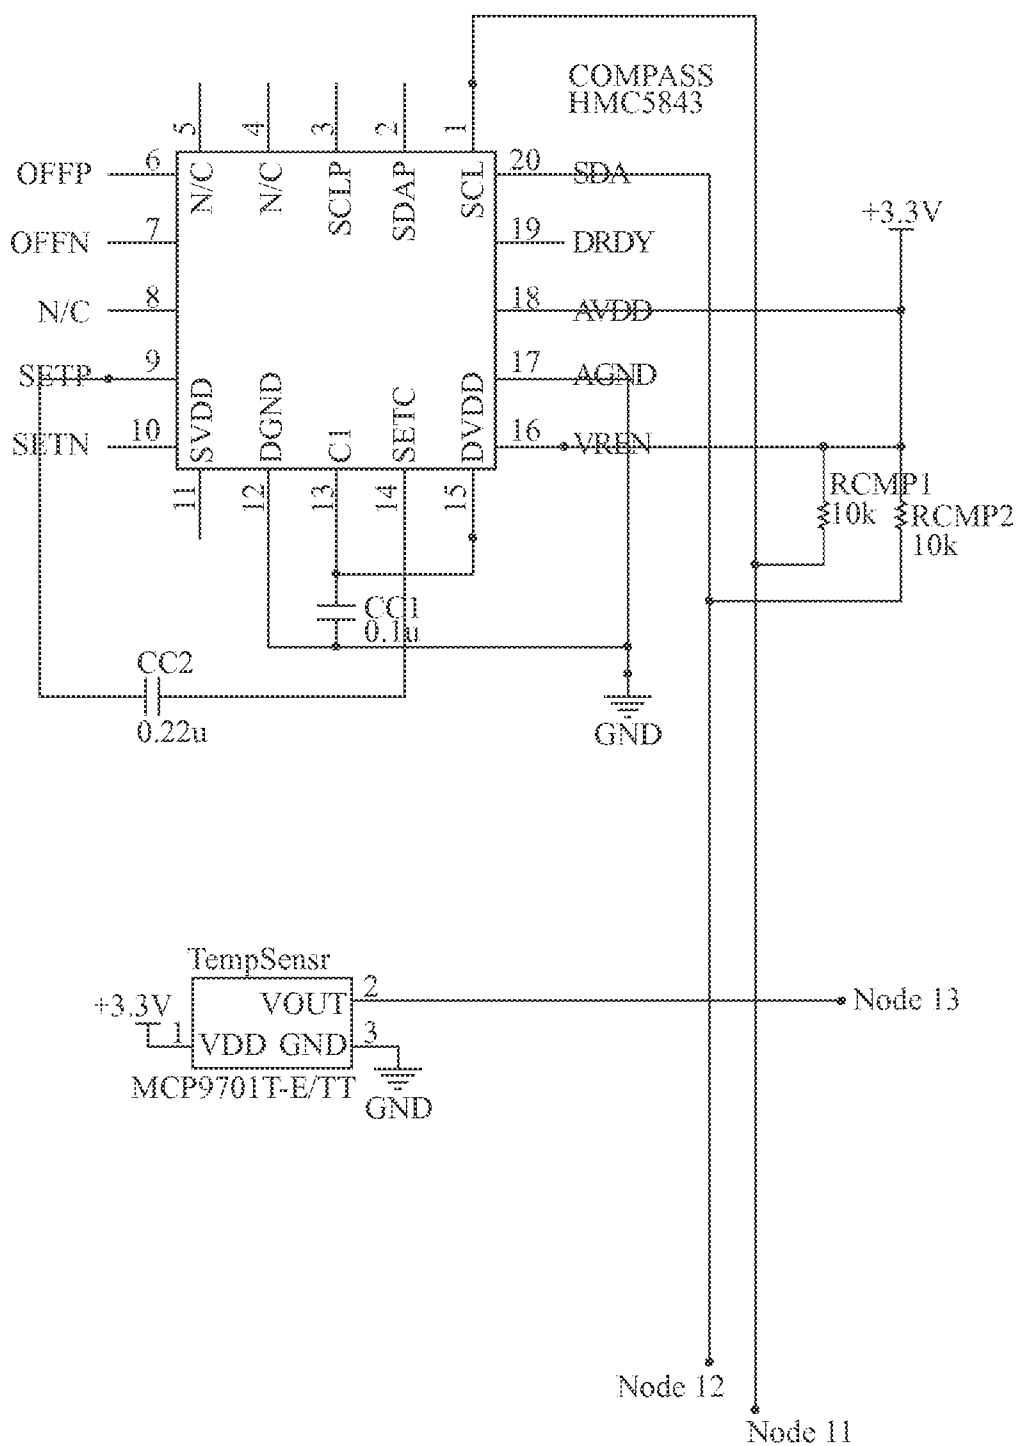 COMPASS
HMC5843
5
4
3
2
1
OFFP
6
N/C
N/C
SCLP
SDAP
SCL
20
SDA
OFFN
7
19
DRDY
+3.3V
N/C
8
18
AVDD
SETP
9
17
AGND
SETN
10
SVDD
DGND
C1
SETC
DVDD
16
VREN
11
12
13
14
15
RCMP1
10k
RCMP2
10k
CC1
0.1u
CC2
0.22u
GND
TempSensr
+3.3V
VOUT
2
Node 13
1
VDD
GND
3
MCP9701T-E/TT
GND
Node 12
Node 11